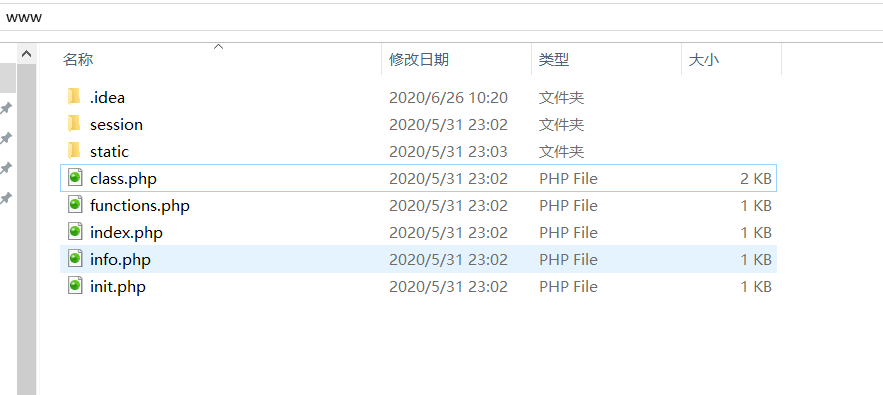 www
名称 修改日期 类型 大小
.idea 2020/6/26 10:20 文件夹
session 2020/5/31 23:02 文件夹
static 2020/5/31 23:03 文件夹
class.php 2020/5/31 23:02 PHP File 2 KB
functions.php 2020/5/31 23:02 PHP File 1 KB
index.php 2020/5/31 23:02 PHP File 1 KB
info.php 2020/5/31 23:02 PHP File 1 KB
init.php 2020/5/31 23:02 PHP File 1 KB